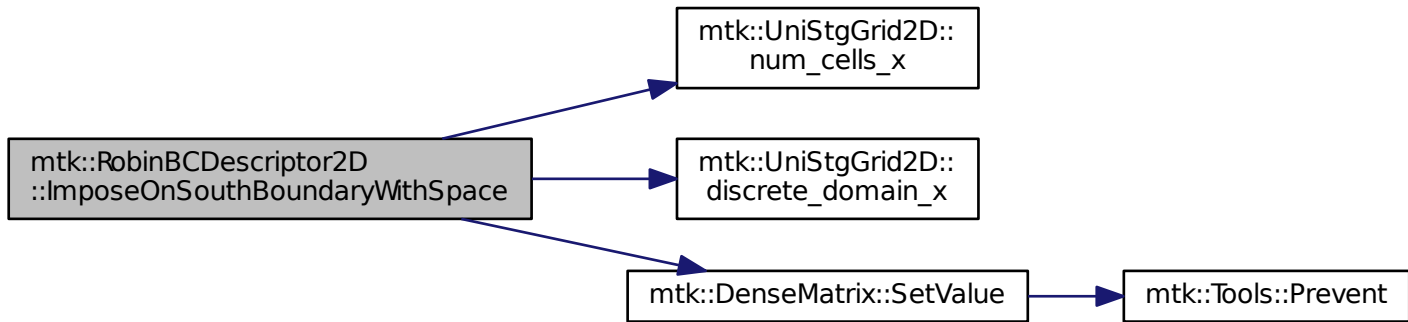 mtk::UniStgGrid2D::
num_cells_x
mtk::RobinBCDescriptor2D
::ImposeOnSouthBoundaryWithSpace
mtk::UniStgGrid2D::
discrete_domain_x
mtk::DenseMatrix::SetValue
mtk::Tools::Prevent